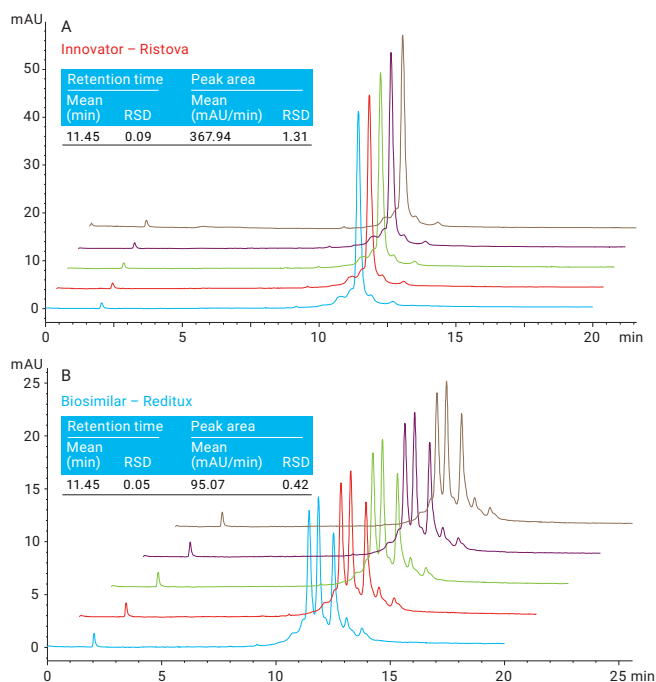 mAU
A
Innovator – Ristova
Retention time Peak area
Mean (min) RSD Mean (mAU/min) RSD
11.45 0.09 367.94 1.31
50
40
30
20
10
0
0 5 10 15 20 min
mAU
B
Biosimilar – Reditux
Retention time Peak area
Mean (min) RSD Mean (mAU/min) RSD
11.45 0.05 95.07 0.42
25
20
15
10
5
0
0 5 10 15 20 25 min